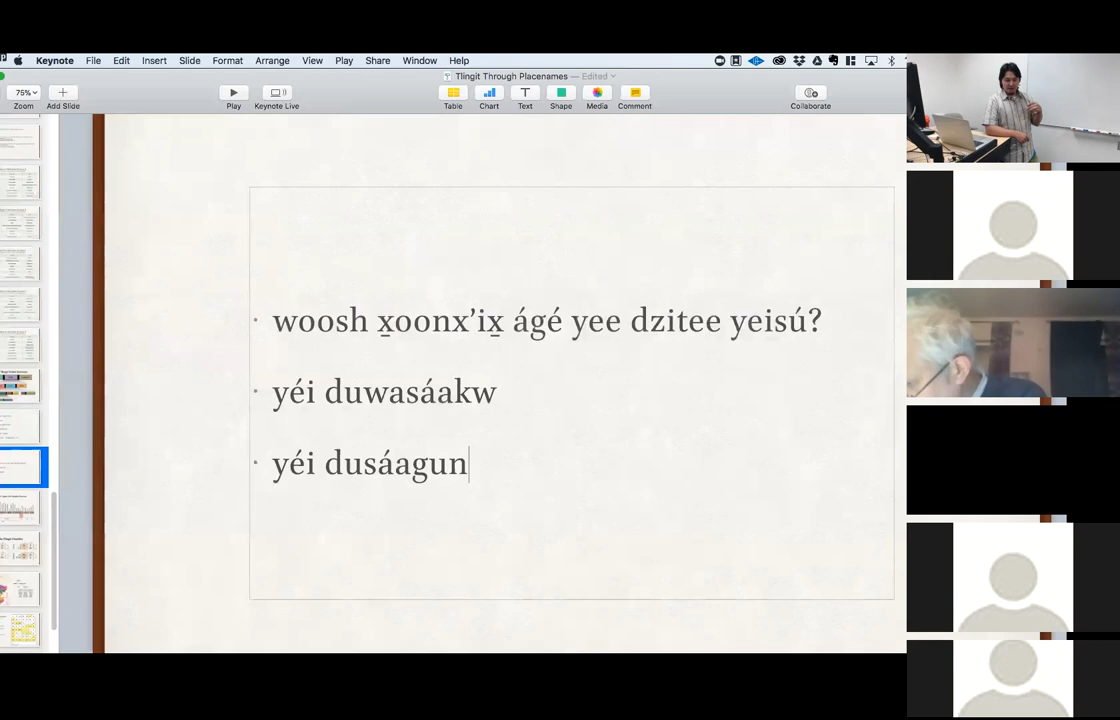 Keynote File Edit Insert Slide Format Arrange View Play Share Window Help
Tlingit Through Placenames — Edited
75%
Zoom Add Slide Play Keynote Live Table Chart Text Shape Media Comment Collaborate
• woosh x̱oonx’ix̱ ágé yee dzitee yeisú?
• yéi duwasáakw
• yéi dusáagun